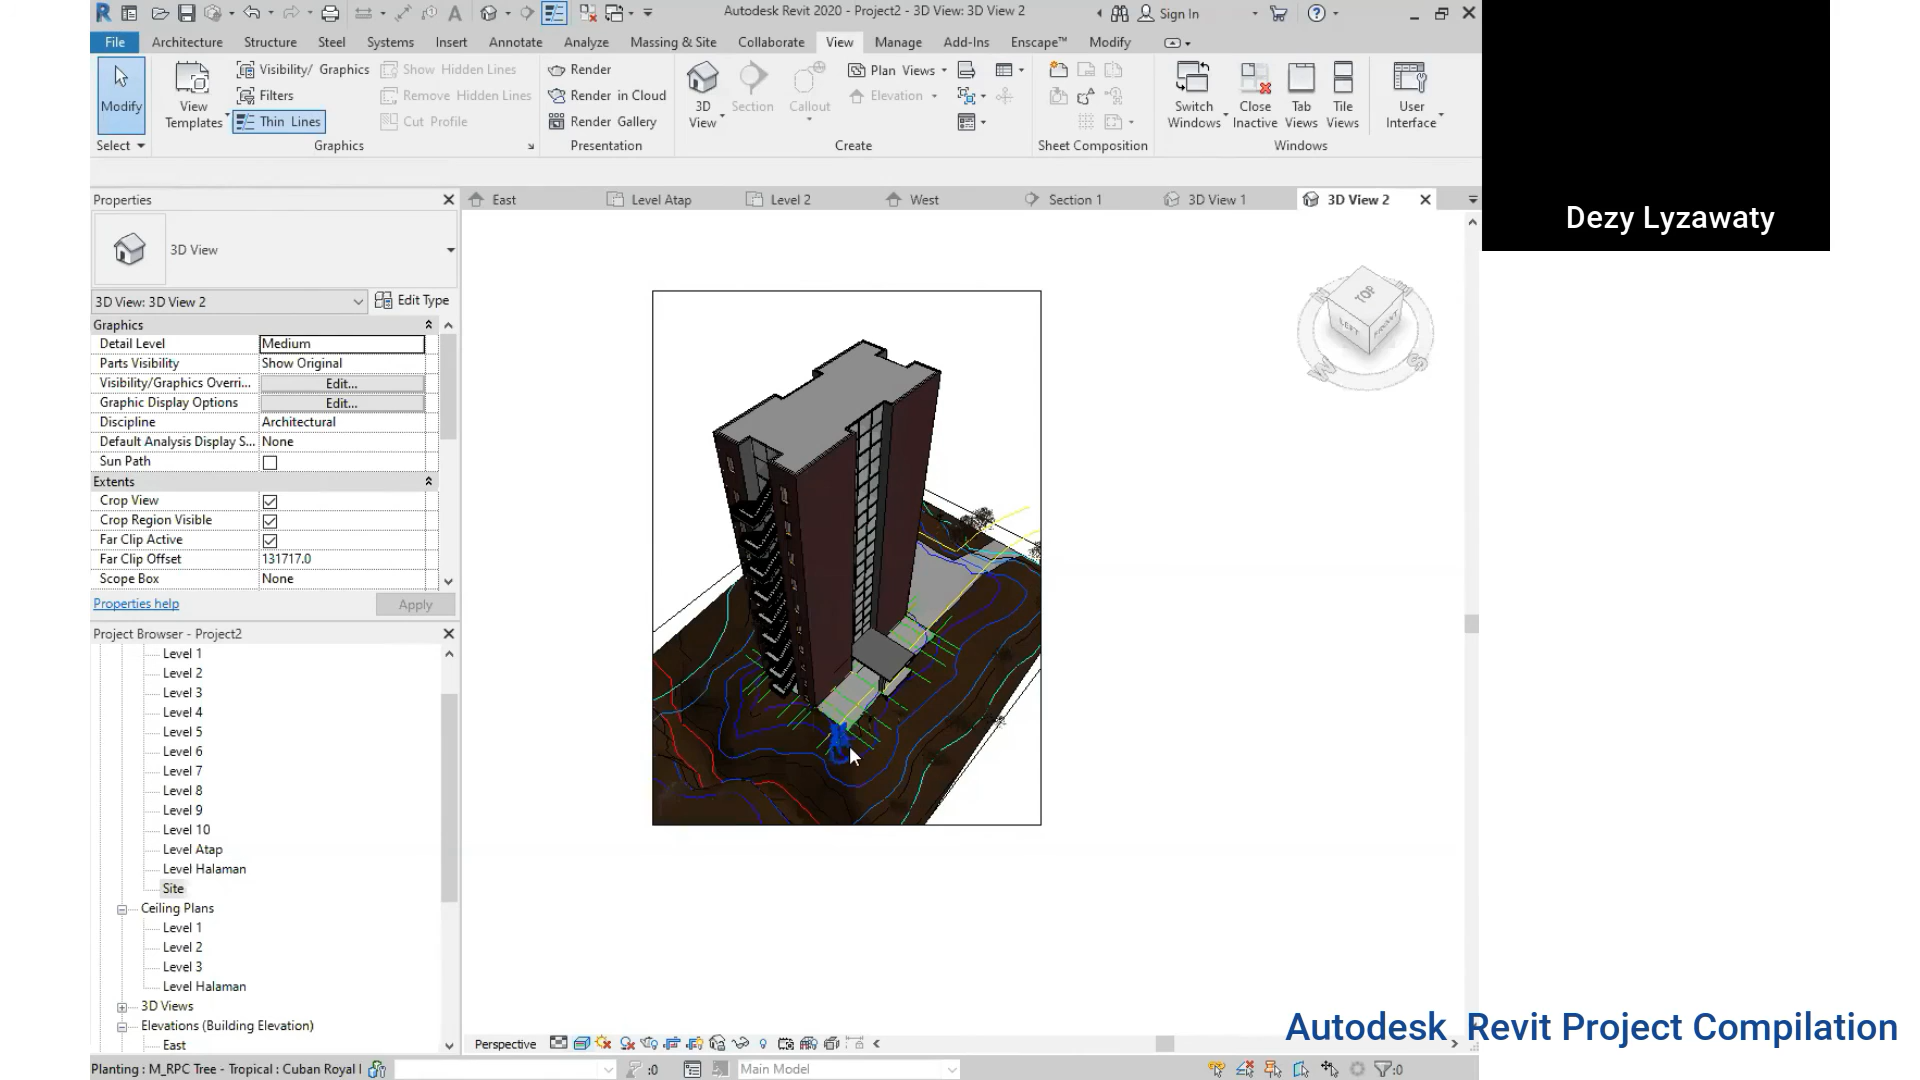 Autodesk Revit 2020 - Project2 - 3D View: 3D View 2
Sign In
File Architecture Structure Steel Systems Insert Annotate Analyze Massing & Site Collaborate View Manage Add-Ins Enscape™ Modify
Modify
View
Templates
Visibility/ Graphics
Filters
Thin Lines
Show Hidden Lines
Remove Hidden Lines
Cut Profile
Render
Render in Cloud
Render Gallery
3D
View
Section
Callout
Plan Views
Elevation
Switch
Windows
Close
Inactive
Tab
Views
Tile
Views
User
Interface
Select
Graphics
Presentation
Create
Sheet Composition
Windows
Dezy Lyzawaty
Properties
East
Level Atap
Level 2
West
Section 1
3D View 1
3D View 2
3D View
3D View: 3D View 2
Edit Type
Graphics
Detail Level Medium
Parts Visibility Show Original
Visibility/Graphics Overri... Edit...
Graphic Display Options Edit...
Discipline Architectural
Default Analysis Display S... None
Sun Path
Extents
Crop View
Crop Region Visible
Far Clip Active
Far Clip Offset 131717.0
Scope Box None
Properties help
Apply
TOP
LEFT
FRONT
W
S
Project Browser - Project2
Level 1
Level 2
Level 3
Level 4
Level 5
Level 6
Level 7
Level 8
Level 9
Level 10
Level Atap
Level Halaman
Site
Ceiling Plans
Level 1
Level 2
Level 3
Level Halaman
3D Views
Elevations (Building Elevation)
East
Perspective
Autodesk Revit Project Compilation
Planting : M_RPC Tree - Tropical : Cuban Royal
:0
Main Model
:0